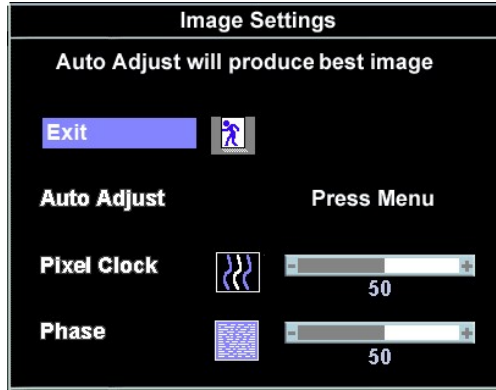 Image Settings
Auto Adjust will produce best image
Exit
Auto Adjust Press Menu
Pixel Clock - +
50
Phase - +
50